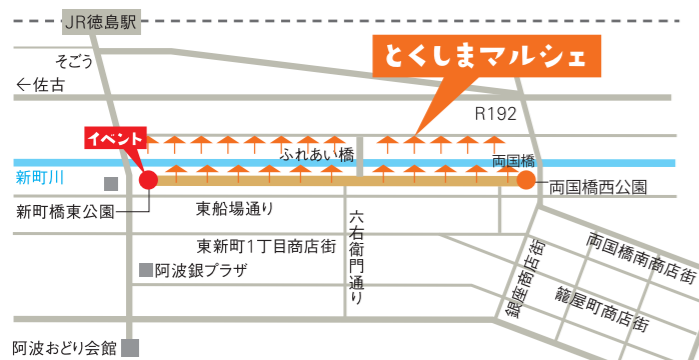 JR徳島駅
そごう
とくしまマルシェ
←佐古
R192
イベント
ふれあい橋
両国橋
新町川
両国橋西公園
新町橋東公園
東船場通り
六右衛門通り
東新町1丁目商店街
両国橋南商店街
銀座商店街
阿波銀プラザ
籠屋町商店街
阿波おどり会館